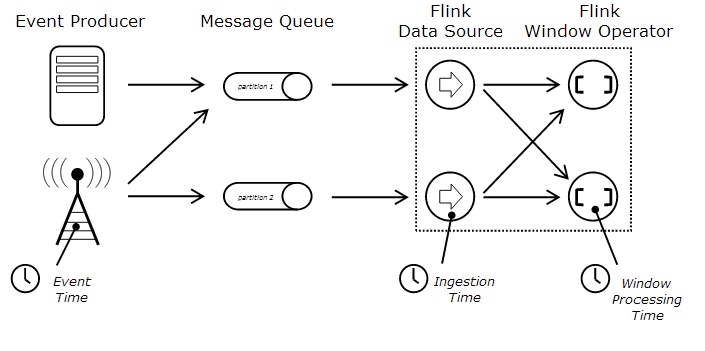 Event Producer
Message Queue
Flink
Data Source
Flink
Window Operator
partition 1
partition 2
Event
Time
Ingestion
Time
Window
Processing
Time